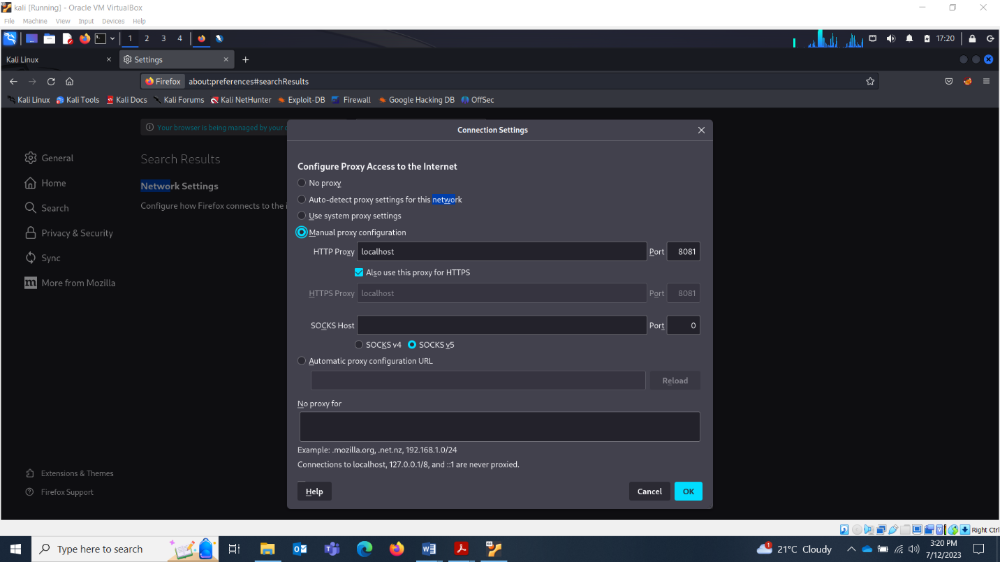 kali [Running] - Oracle VM VirtualBox
File Machine View Input Devices Help
1 2 3 4 17:20
Kali Linux Settings
Firefox about:preferences#searchResults
Kali Linux Kali Tools Kali Docs Kali Forums Kali NetHunter Exploit-DB Firewall Google Hacking DB OffSec
Your browser is being managed by your
Connection Settings
General
Home
Search
Privacy & Security
Sync
More from Mozilla
Extensions & Themes
Firefox Support
Search Results
Network Settings
Configure how Firefox connects to the
Configure Proxy Access to the Internet
No proxy
Auto-detect proxy settings for this network
Use system proxy settings
Manual proxy configuration
HTTP Proxy localhost Port 8081
Also use this proxy for HTTPS
HTTPS Proxy localhost Port 8081
SOCKS Host Port 0
SOCKS v4 SOCKS v5
Automatic proxy configuration URL
Reload
No proxy for
Example: .mozilla.org, .net.nz, 192.168.1.0/24
Connections to localhost, 127.0.0.1/8, and ::1 are never proxied.
Help Cancel OK
Right Ctrl
Type here to search
1 21°C Cloudy
3:20 PM
7/12/2023